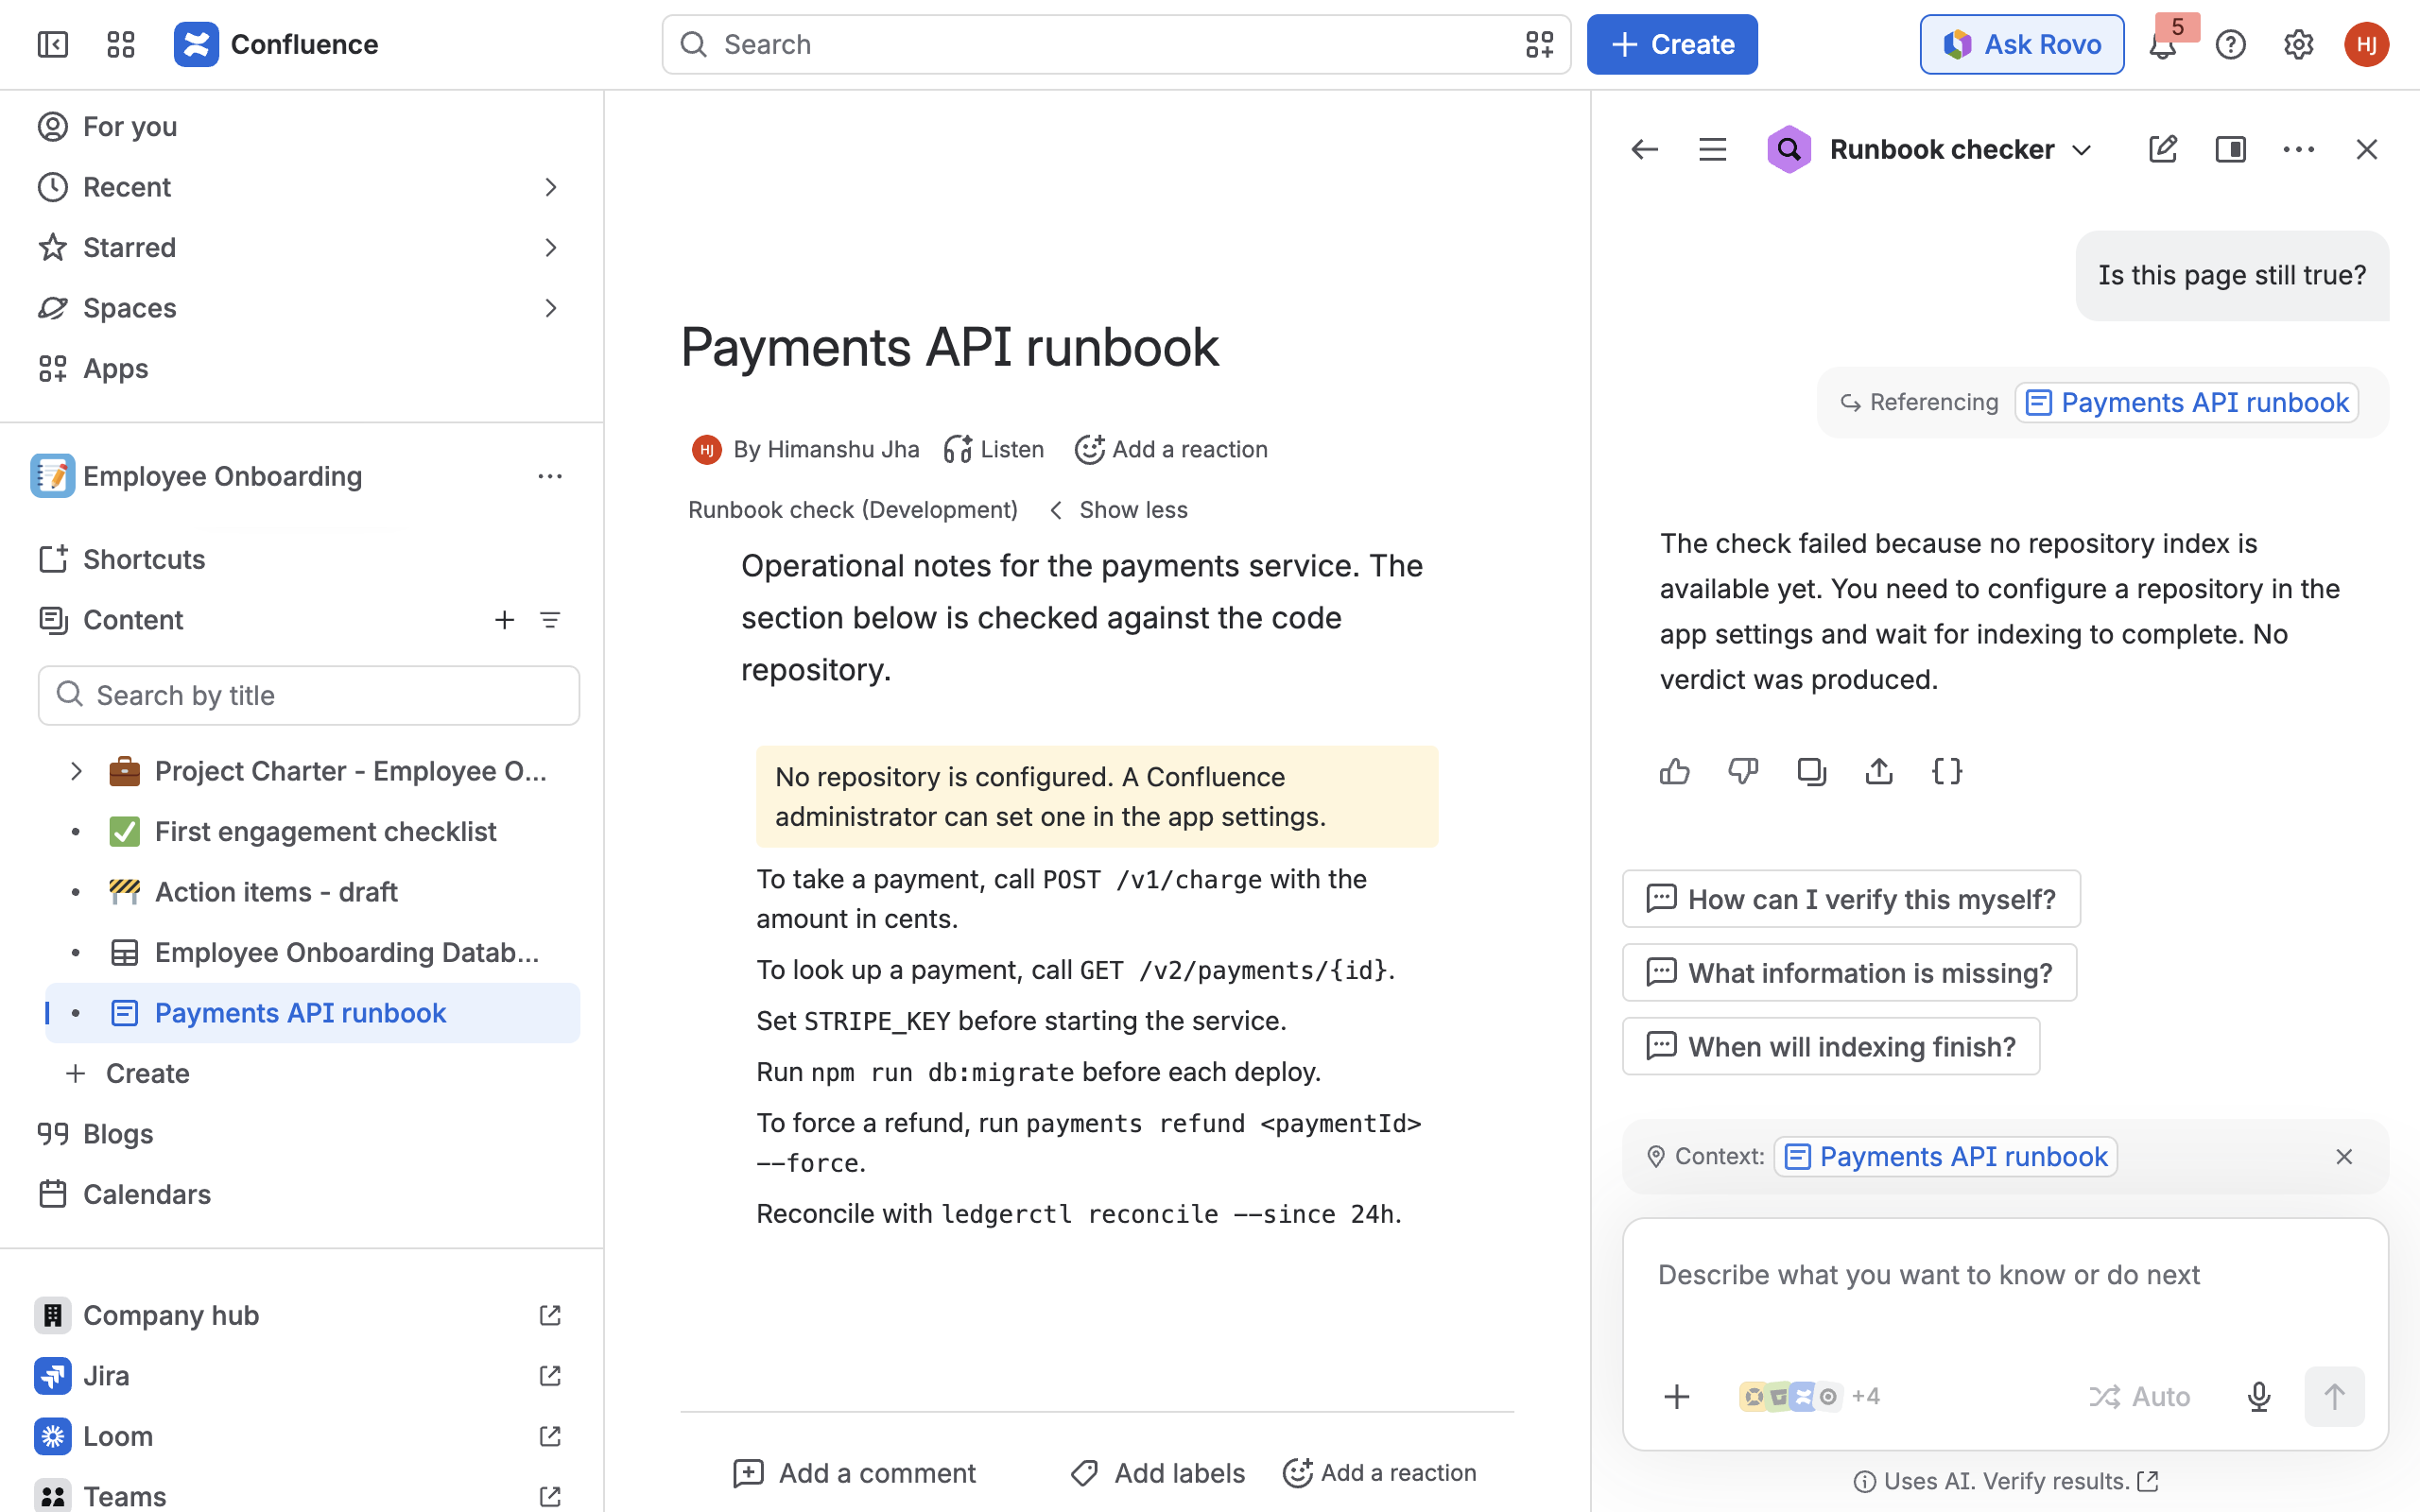 Confluence
Search
Create
Ask Rovo
5
HJ
For you
Recent
Starred
Spaces
Apps
Employee Onboarding
Shortcuts
Content
Search by title
Project Charter - Employee O...
First engagement checklist
Action items - draft
Employee Onboarding Datab...
Payments API runbook
Create
Blogs
Calendars
Company hub
Jira
Loom
Teams
Payments API runbook
HJ By Himanshu Jha Listen Add a reaction
Runbook check (Development) Show less
Operational notes for the payments service. The
section below is checked against the code
repository.
No repository is configured. A Confluence
administrator can set one in the app settings.
To take a payment, call POST /v1/charge with the
amount in cents.
To look up a payment, call GET /v2/payments/{id}.
Set STRIPE_KEY before starting the service.
Run npm run db:migrate before each deploy.
To force a refund, run payments refund <paymentId>
--force.
Reconcile with ledgerctl reconcile --since 24h.
Add a comment Add labels Add a reaction
Runbook checker
Is this page still true?
Referencing Payments API runbook
The check failed because no repository index is
available yet. You need to configure a repository in the
app settings and wait for indexing to complete. No
verdict was produced.
How can I verify this myself?
What information is missing?
When will indexing finish?
Context: Payments API runbook
Describe what you want to know or do next
+4 Auto
Uses AI. Verify results.